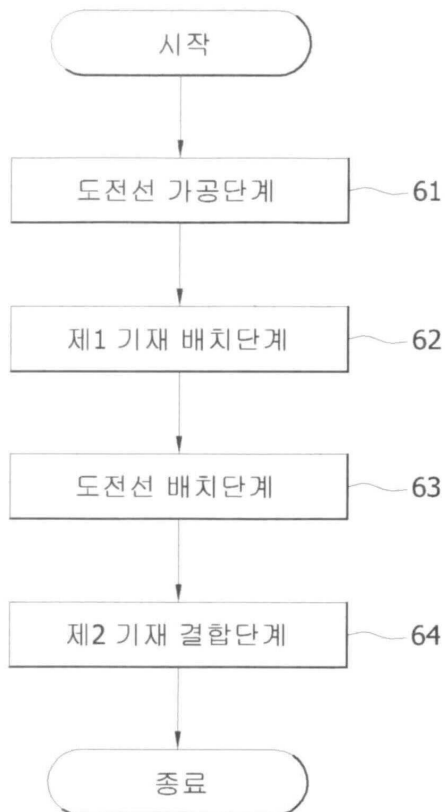 시작
도전선 가공단계 61
제1 기재 배치단계 62
도전선 배치단계 63
제2 기재 결합단계 64
종료